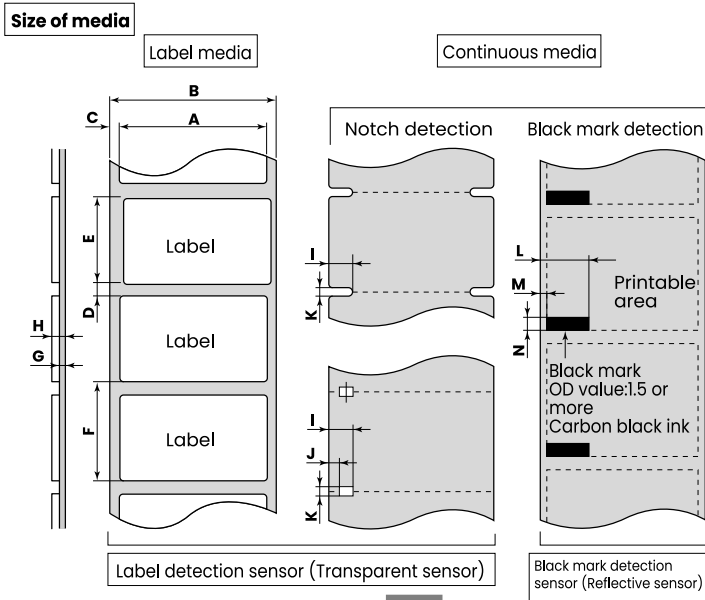 Size of media
Label media
Continuous media
B
C
A
Notch detection
Black mark detection
E
Label
I
L
M
Printable
area
K
D
H
G
Label
N
Black mark
OD value:1.5 or
more
Carbon black ink
F
Label
I
J
K
Label detection sensor (Transparent sensor)
Black mark detection
sensor (Reflective sensor)